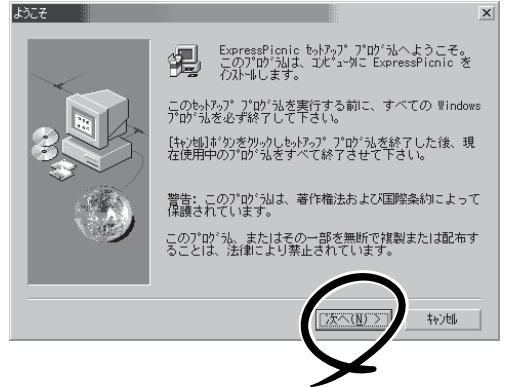 ようこそ
ExpressPicnic ｾｯﾄｱｯﾌﾟ ﾌﾟﾛｸﾞﾗﾑへようこそ。
このﾌﾟﾛｸﾞﾗﾑは、ｺﾝﾋﾟｭｰﾀに ExpressPicnic を
ｲﾝｽﾄｰﾙします。
このｾｯﾄｱｯﾌﾟ ﾌﾟﾛｸﾞﾗﾑを実行する前に、すべての Windows
ﾌﾟﾛｸﾞﾗﾑを必ず終了して下さい。
[ｷｬﾝｾﾙ]ﾎﾞﾀﾝをｸﾘｯｸしｾｯﾄｱｯﾌﾟ ﾌﾟﾛｸﾞﾗﾑを終了した後、現
在使用中のﾌﾟﾛｸﾞﾗﾑをすべて終了させて下さい。
警告: このﾌﾟﾛｸﾞﾗﾑは、著作権法および国際条約によって
保護されています。
このﾌﾟﾛｸﾞﾗﾑ、またはその一部を無断で複製または配布す
ることは、法律により禁止されています。
次へ(N) >
ｷｬﾝｾﾙ